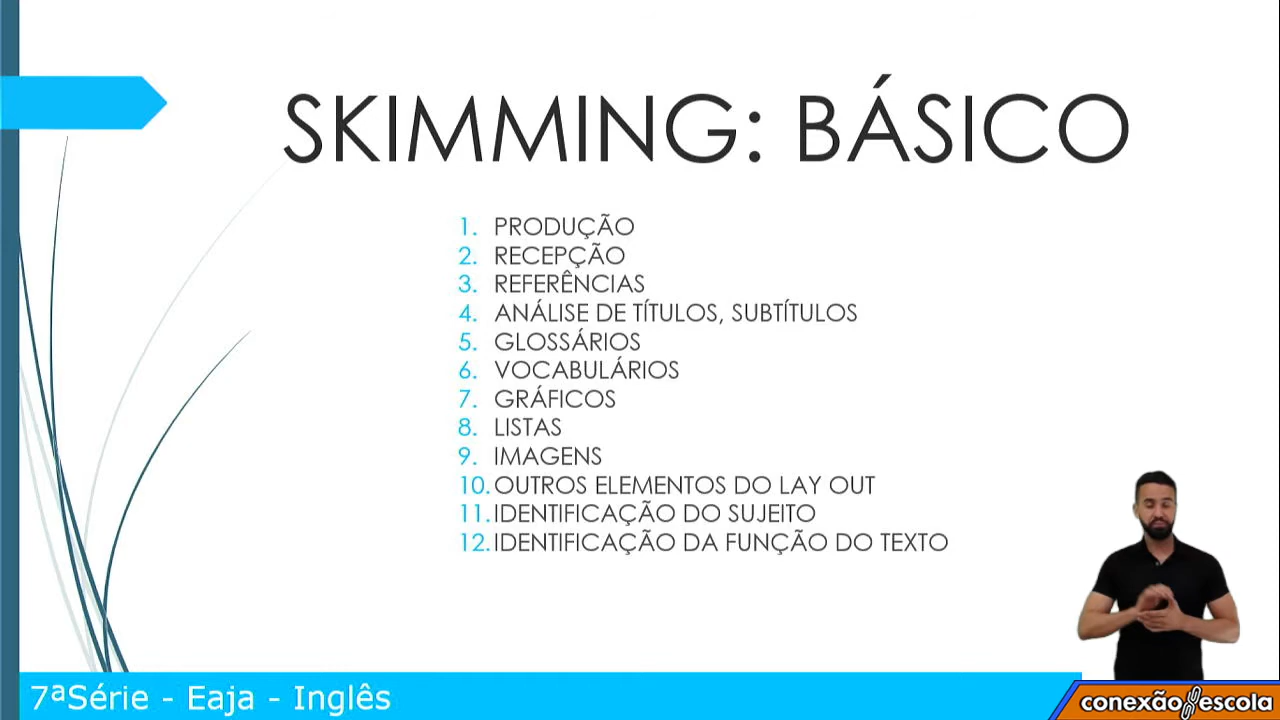 SKIMMING: BÁSICO
1. PRODUÇÃO
2. RECEPÇÃO
3. REFERÊNCIAS
4. ANÁLISE DE TÍTULOS, SUBTÍTULOS
5. GLOSSÁRIOS
6. VOCABULÁRIOS
7. GRÁFICOS
8. LISTAS
9. IMAGENS
10. OUTROS ELEMENTOS DO LAY OUT
11. IDENTIFICAÇÃO DO SUJEITO
12. IDENTIFICAÇÃO DA FUNÇÃO DO TEXTO
7ªSérie - Eaja - Inglês
conexão escola